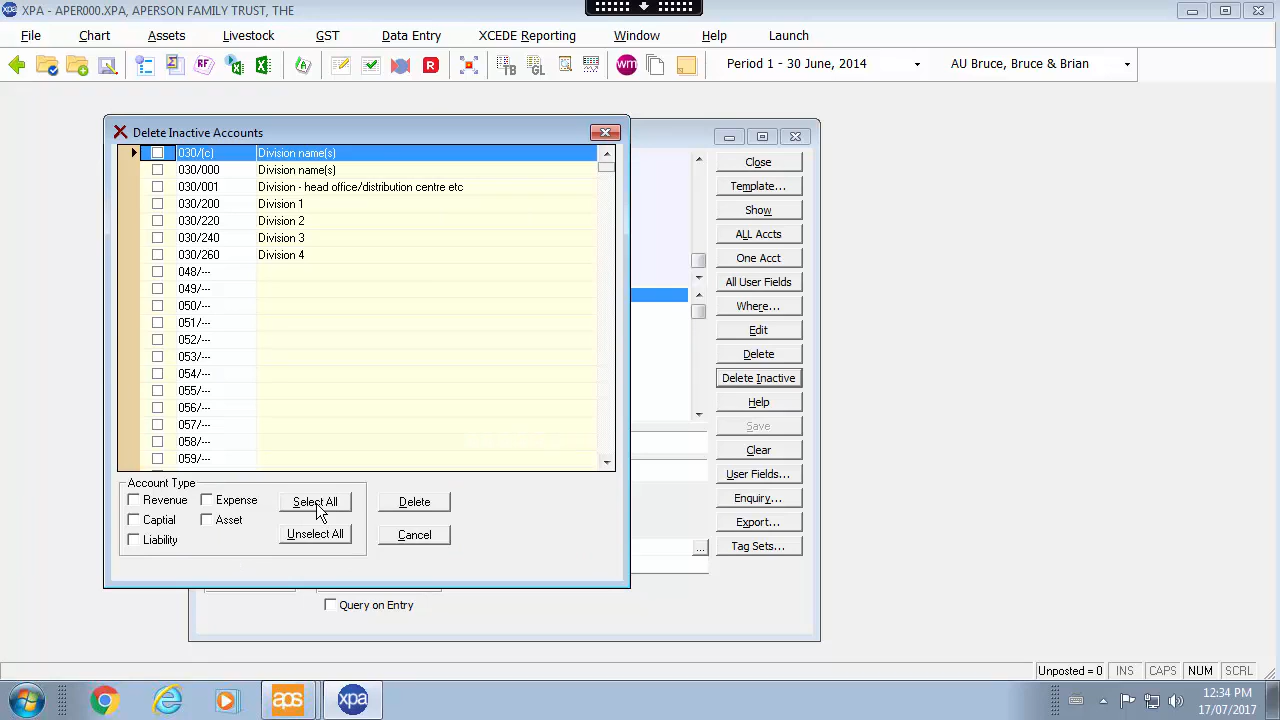 XPA - APER000.XPA, APERSON FAMILY TRUST, THE
File Chart Assets Livestock GST Data Entry XCEDE Reporting Window Help Launch
Period 1 - 30 June, 2014 AU Bruce, Bruce & Brian
Delete Inactive Accounts
030/(c) Division name(s)
030/000 Division name(s)
030/001 Division - head office/distribution centre etc
030/200 Division 1
030/220 Division 2
030/240 Division 3
030/260 Division 4
048/---
049/---
050/---
051/---
052/---
053/---
054/---
055/---
056/---
057/---
058/---
059/---
Account Type
Revenue Expense
Captial Asset
Liability
Select All
Unselect All
Delete
Cancel
Close
Template...
Show
ALL Accts
One Acct
All User Fields
Where...
Edit
Delete
Delete Inactive
Help
Save
Clear
User Fields...
Enquiry...
Export...
Tag Sets...
...
Query on Entry
Unposted = 0 INS CAPS NUM SCRL
aps
xpa
12:34 PM
17/07/2017